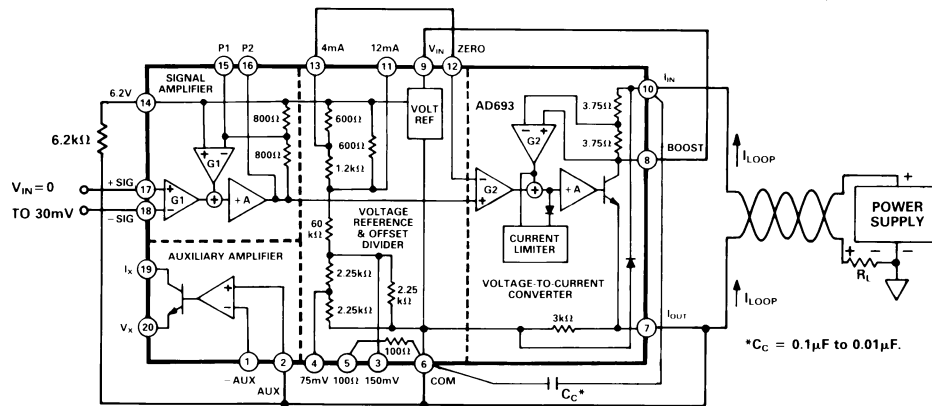 4mA
12mA
V_IN
ZERO
P1
P2
15
16
13
11
9
12
I_IN
SIGNAL
AMPLIFIER
10
6.2V
14
6.2kΩ
800Ω
800Ω
600Ω
600Ω
1.2kΩ
VOLT
REF
AD693
3.75Ω
3.75Ω
+
−
G2
8
BOOST
+
−
G1
V_IN = 0
TO 30mV
+SIG
17
−SIG
18
+
−
G1
+
+A
60
kΩ
VOLTAGE
REFERENCE
& OFFSET
DIVIDER
−
+
G2
+
+A
CURRENT
LIMITER
I_LOOP
+
POWER
SUPPLY
−
+
−
R_L
I_LOOP
AUXILIARY AMPLIFIER
I_X
19
+
−
V_X
20
2.25kΩ
2.25kΩ
2.25
kΩ
VOLTAGE-TO-CURRENT
CONVERTER
3kΩ
I_OUT
7
100Ω
1
2
4
5
3
6
−AUX
AUX
75mV
100Ω
150mV
COM
C_C*
*C_C = 0.1μF to 0.01μF.